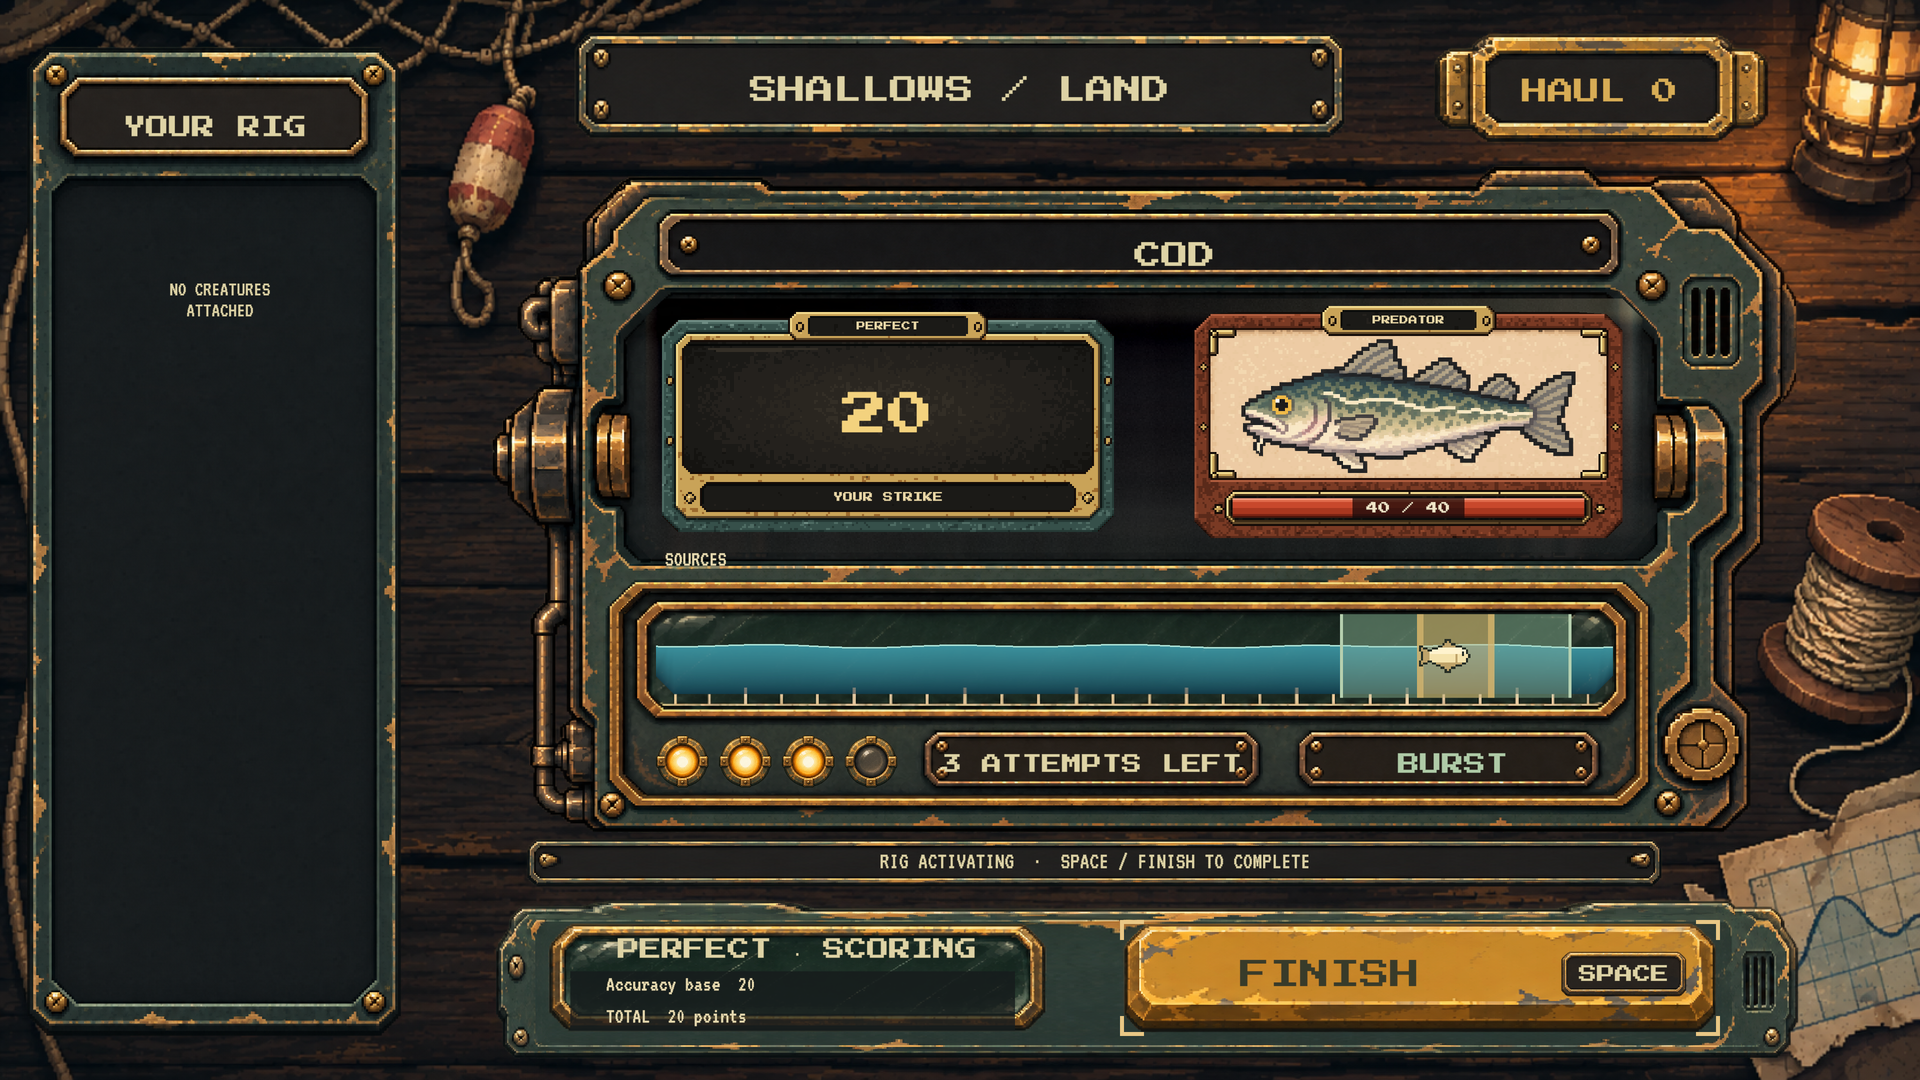 YOUR RIG
NO CREATURES
ATTACHED
SHALLOWS / LAND
HAUL 0
COD
PERFECT
20
YOUR STRIKE
PREDATOR
40 / 40
SOURCES
3 ATTEMPTS LEFT
BURST
RIG ACTIVATING · SPACE / FINISH TO COMPLETE
PERFECT . SCORING
Accuracy base 20
TOTAL 20 points
FINISH
SPACE